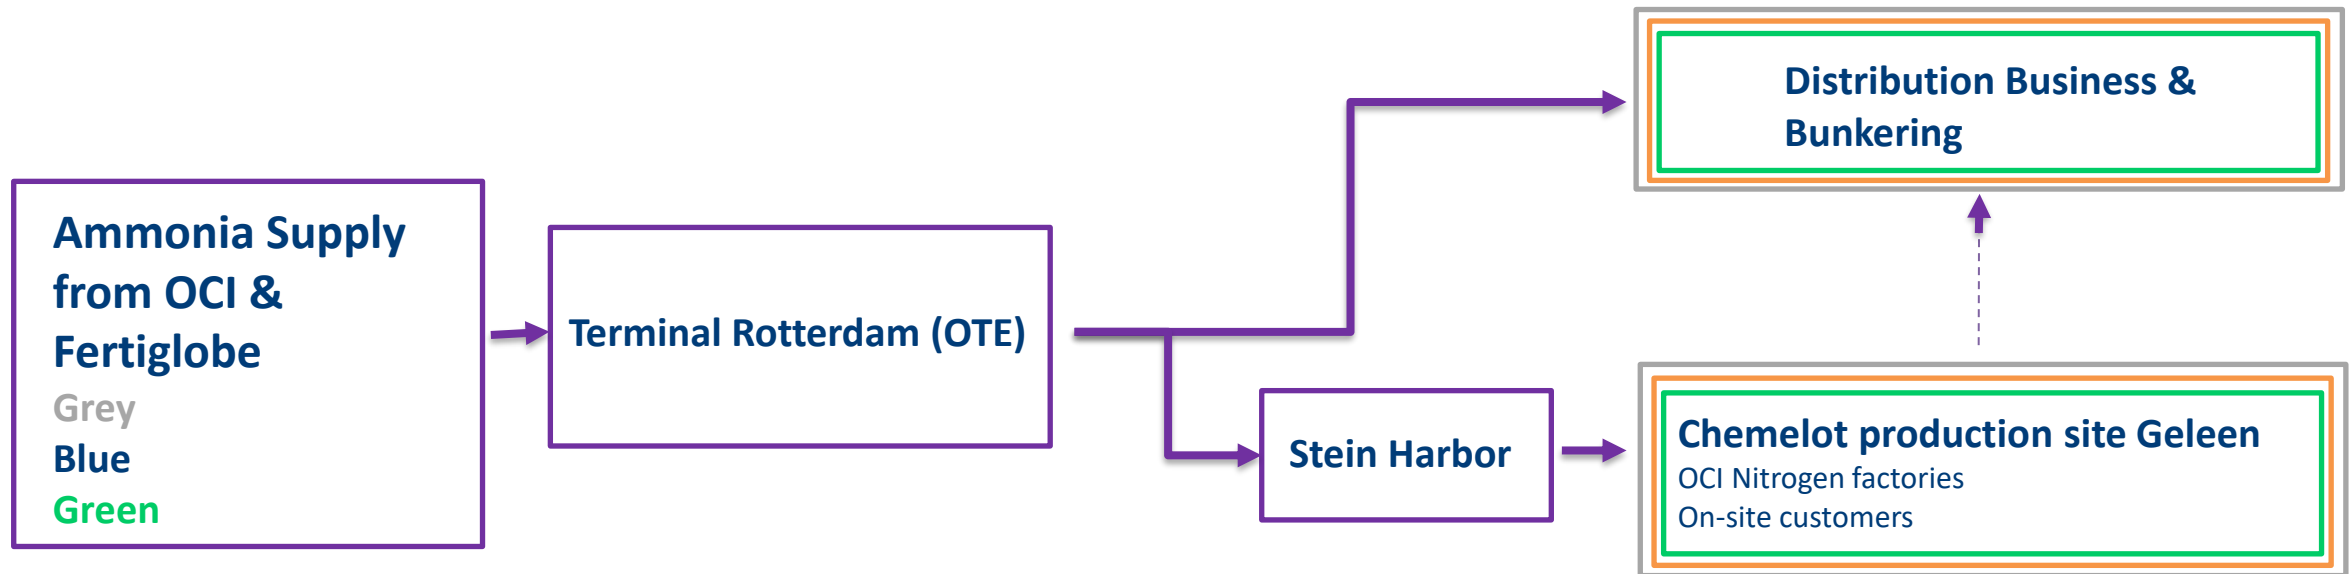 Ammonia Supply
from OCI &
Fertiglobe
Grey
Blue
Green
Terminal Rotterdam (OTE)
Distribution Business &
Bunkering
Stein Harbor
Chemelot production site Geleen
OCI Nitrogen factories
On-site customers